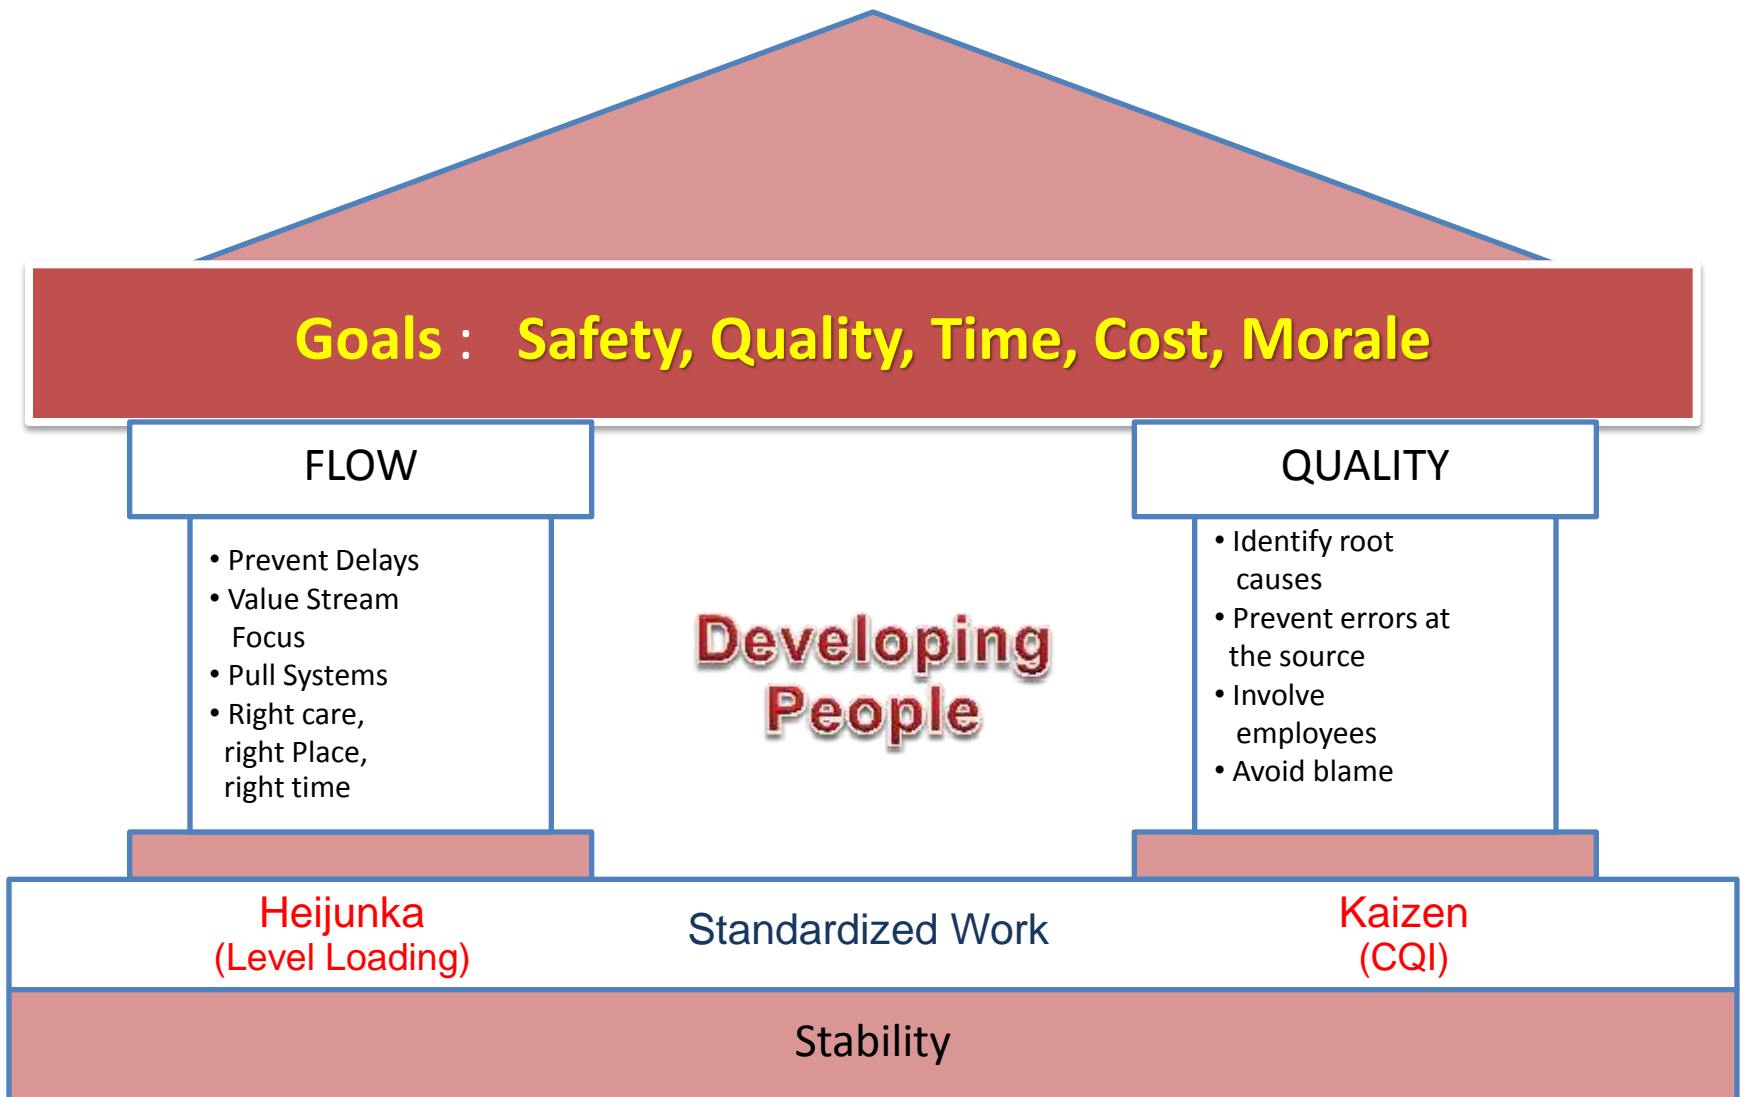 Goals : Safety, Quality, Time, Cost, Morale
FLOW
• Prevent Delays
• Value Stream
Focus
• Pull Systems
• Right care,
right Place,
right time
Developing
People
QUALITY
• Identify root
causes
• Prevent errors at
the source
• Involve
employees
• Avoid blame
Heijunka
(Level Loading)
Standardized Work
Kaizen
(CQI)
Stability